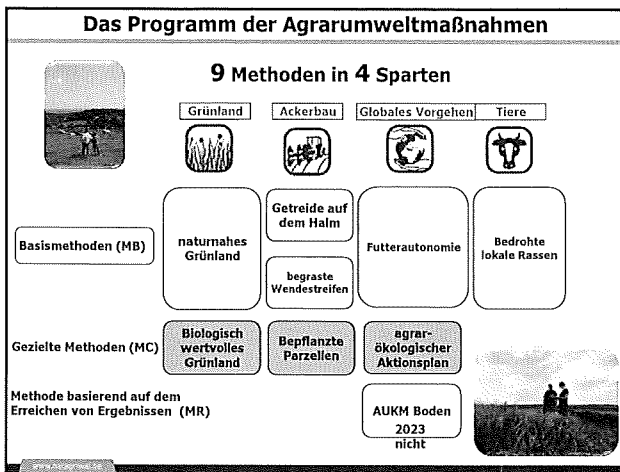 Das Programm der Agrarumweltmaßnahmen
9 Methoden in 4 Sparten
Grünland
Ackerbau
Globales Vorgehen
Tiere
Basismethoden (MB)
naturnahes
Grünland
Getreide auf
dem Halm
begraste
Wendestreifen
Futterautonomie
Bedrohte
lokale Rassen
Gezielte Methoden (MC)
Biologisch
wertvolles
Grünland
Bepflanzte
Parzellen
agrar-
ökologischer
Aktionsplan
Methode basierend auf dem
Erreichen von Ergebnissen (MR)
AUKM Boden
2023
nicht